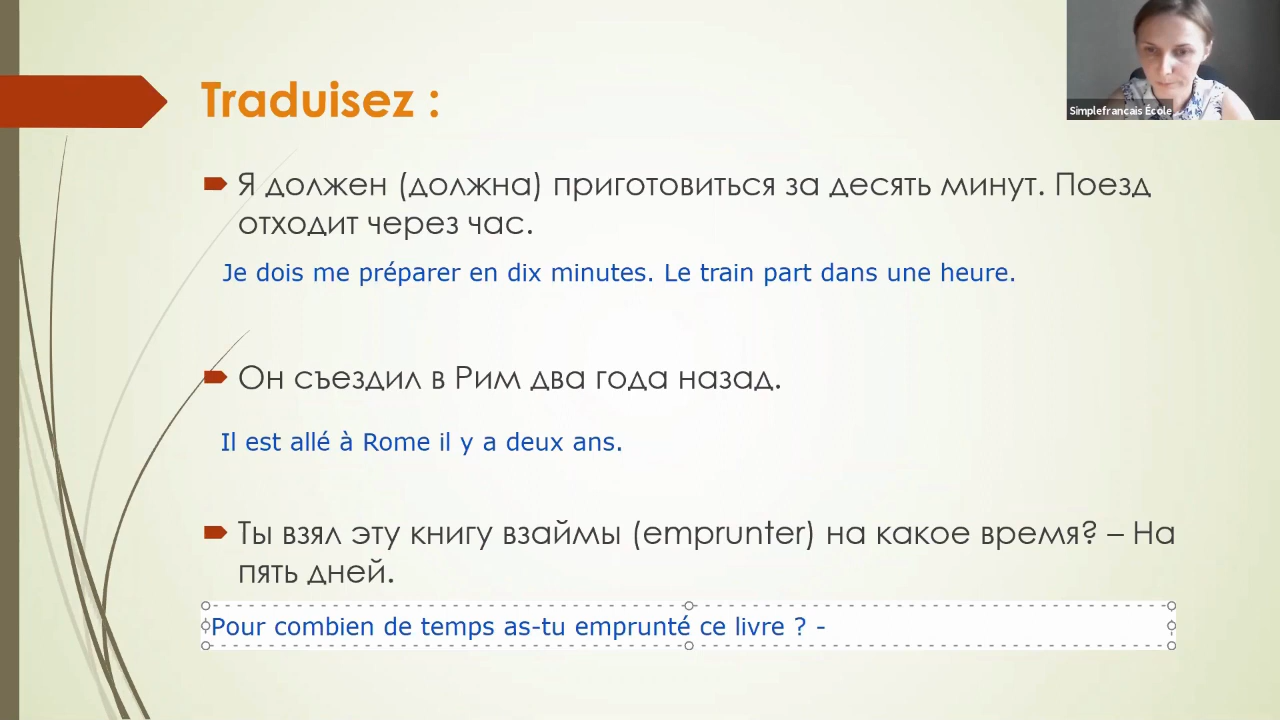 Traduisez :
Simplefrancais École
Я должен (должна) приготовиться за десять минут. Поезд
отходит через час.
Je dois me préparer en dix minutes. Le train part dans une heure.
Он съездил в Рим два года назад.
Il est allé à Rome il y a deux ans.
Ты взял эту книгу взаймы (emprunter) на какое время? – На
пять дней.
Pour combien de temps as-tu emprunté ce livre ? -